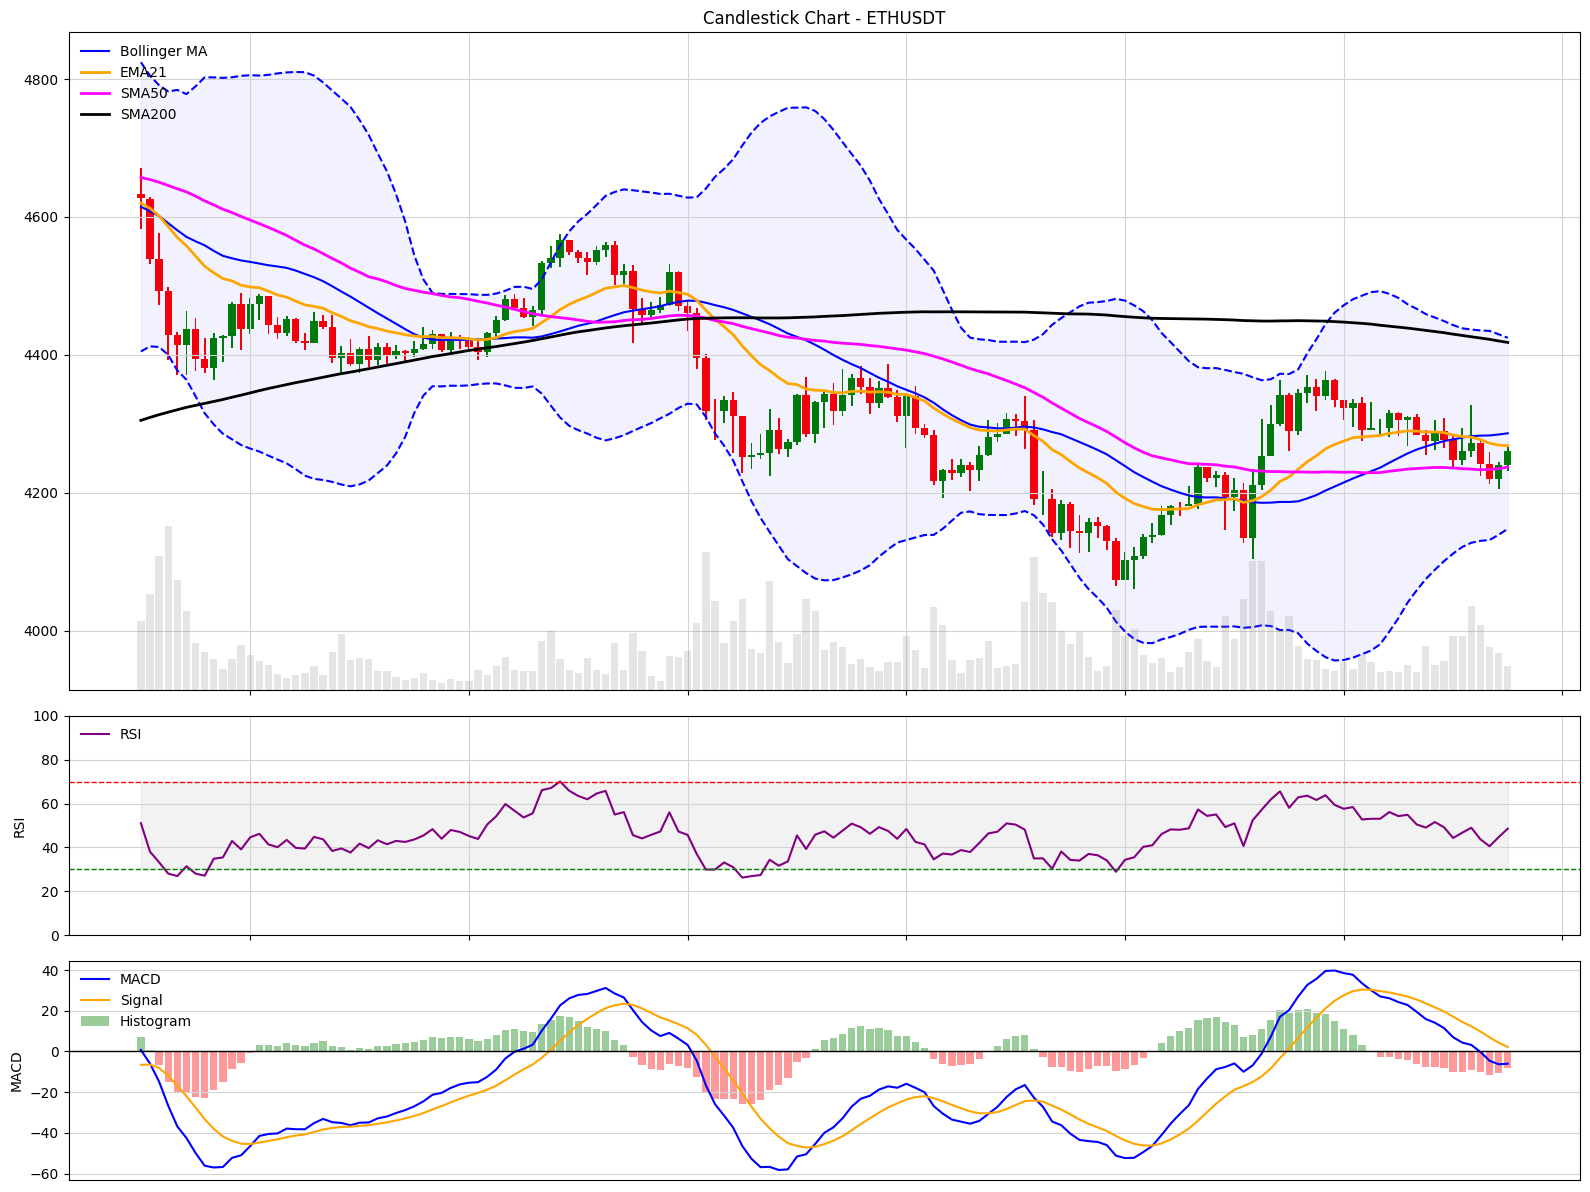 Candlestick Chart - ETHUSDT
Bollinger MA
EMA21
SMA50
SMA200
4800
4600
4400
4200
4000
RSI
100
80
60
40
20
0
RSI
MACD
Signal
Histogram
40
20
0
−20
−40
−60
MACD